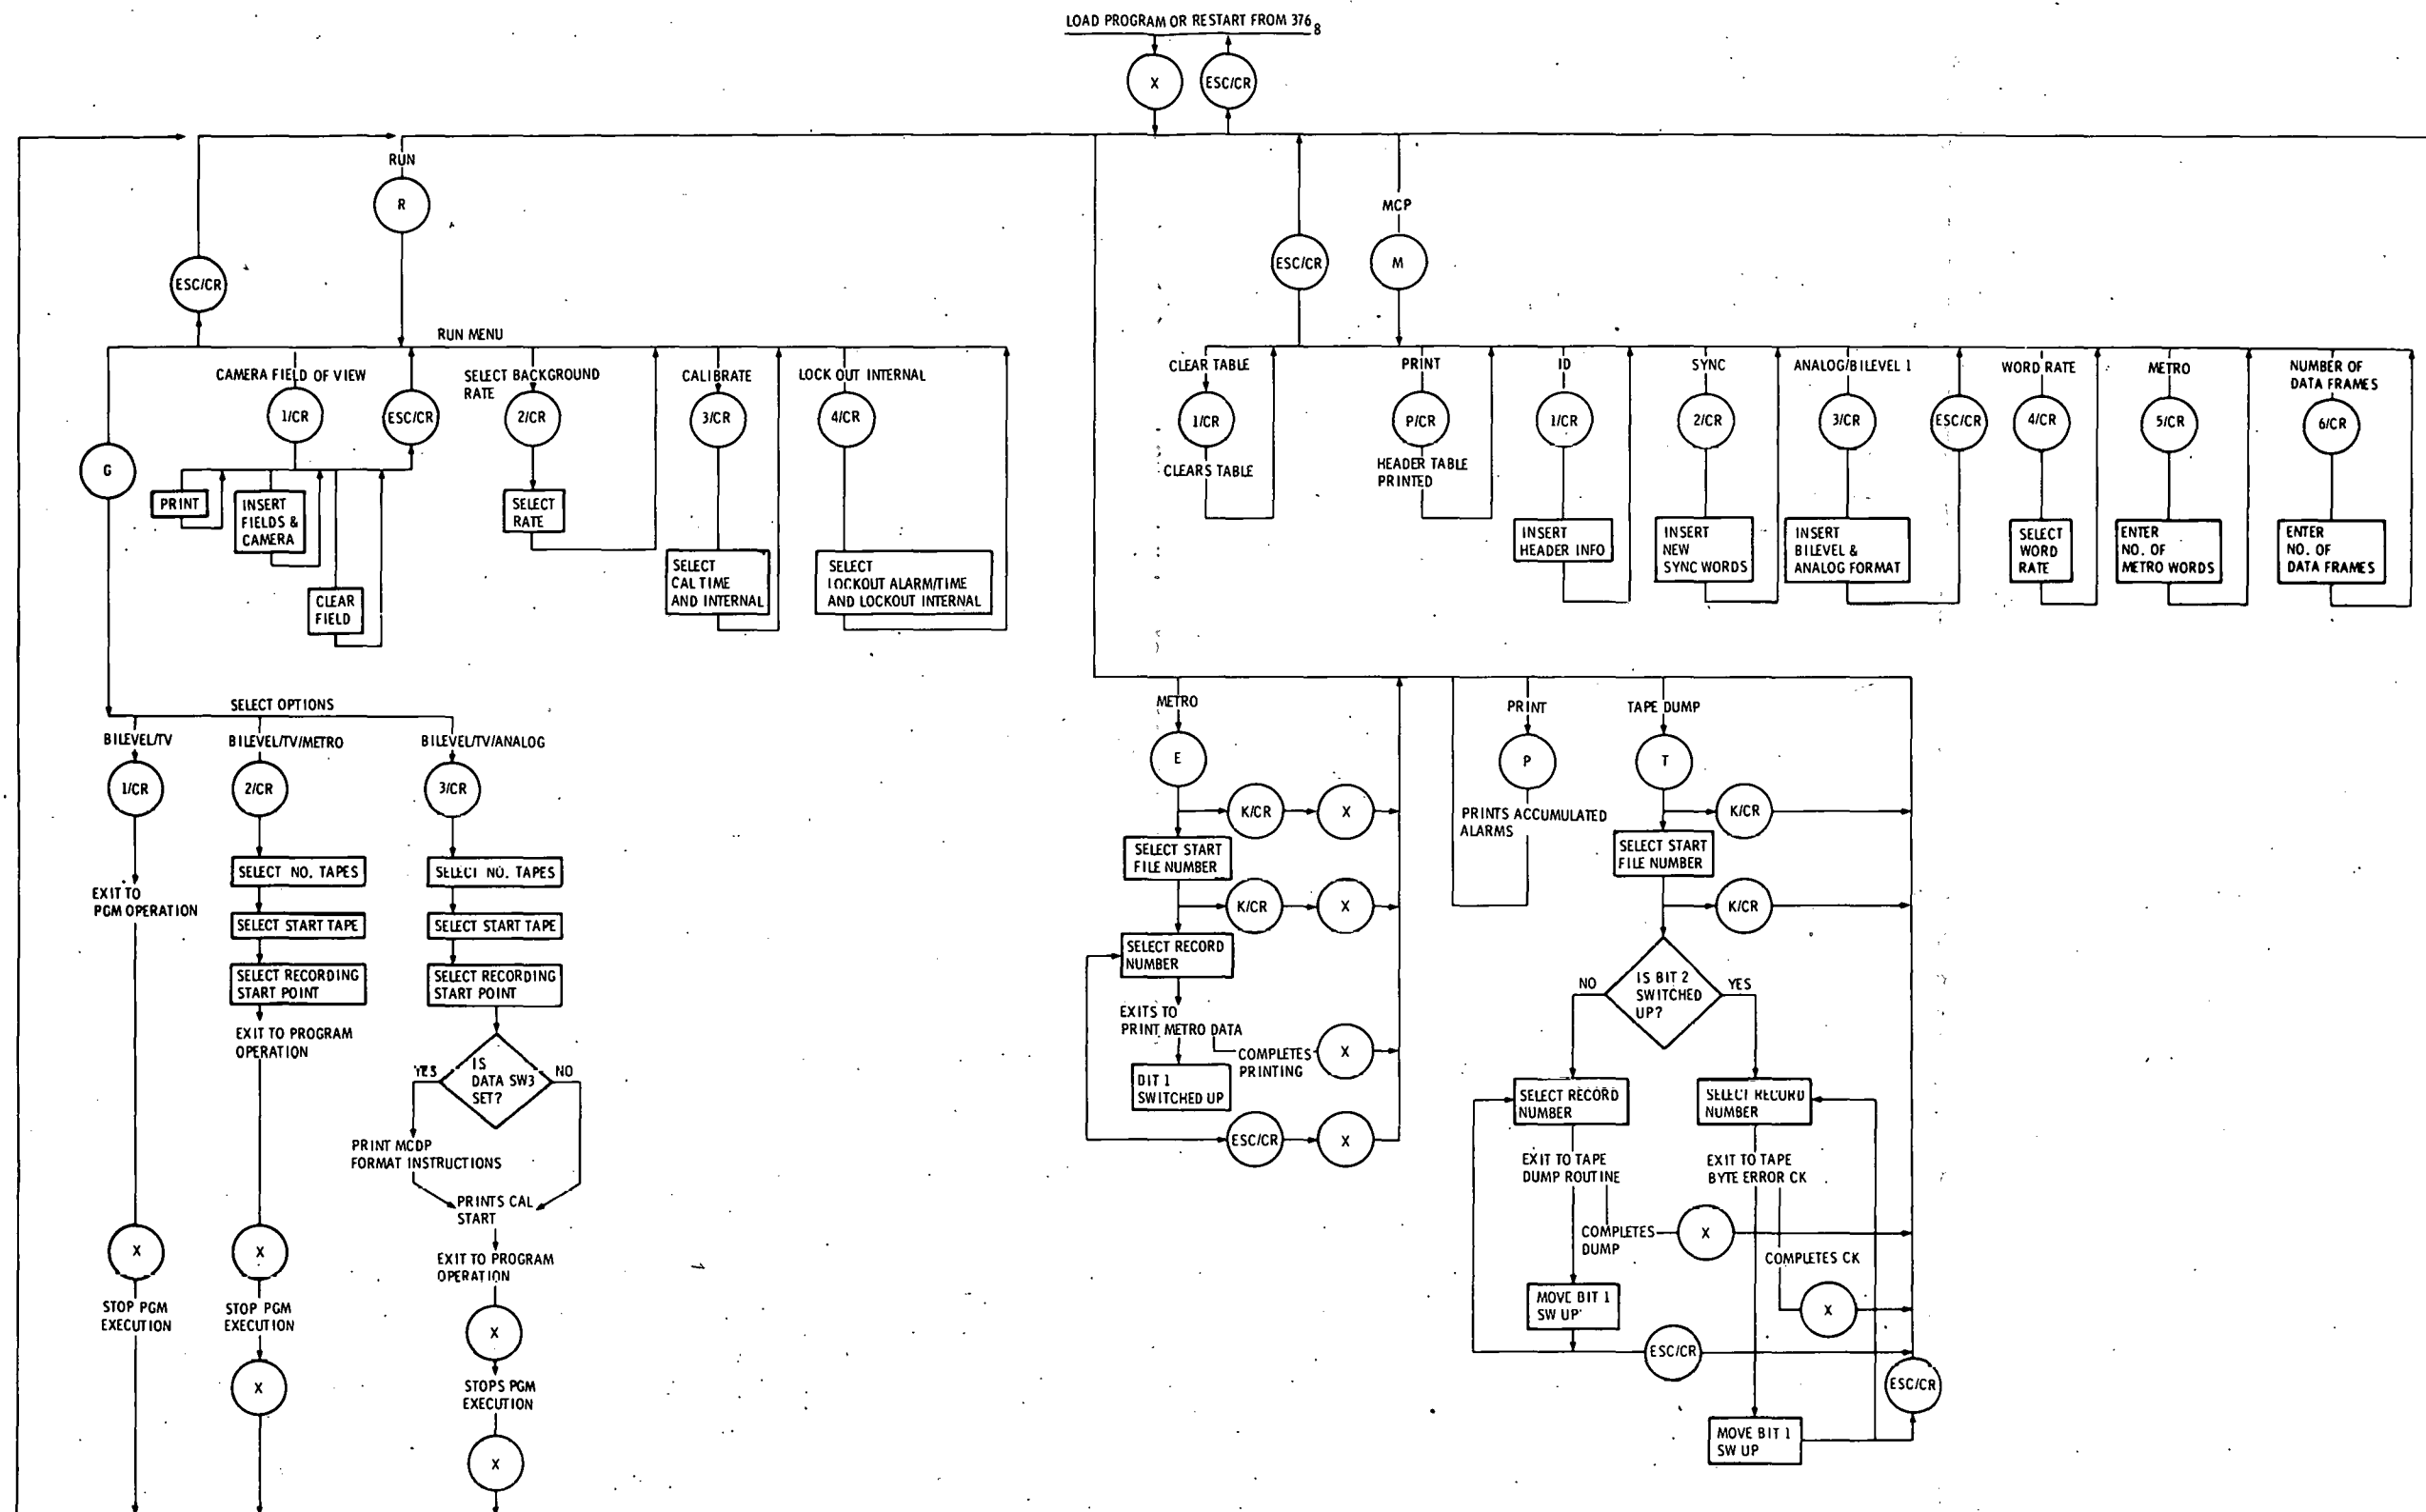 LOAD PROGRAM OR RESTART FROM 376 8
X
ESC/CR
RUN
R
ESC/CR
MCP
ESC/CR
M
RUN MENU
CAMERA FIELD OF VIEW
1/CR
ESC/CR
SELECT BACKGROUND
RATE
2/CR
CALIBRATE
3/CR
LOCK OUT INTERNAL
4/CR
G
PRINT
INSERT
FIELDS &
CAMERA
CLEAR
FIELD
SELECT
RATE
SELECT
CAL TIME
AND INTERNAL
SELECT
LOCKOUT ALARM/TIME
AND LOCKOUT INTERNAL
CLEAR TABLE
1/CR
CLEARS TABLE
PRINT
P/CR
HEADER TABLE
PRINTED
ID
1/CR
INSERT
HEADER INFO
SYNC
2/CR
INSERT
NEW
SYNC WORDS
ANALOG/BILEVEL 1
3/CR
ESC/CR
INSERT
BILEVEL &
ANALOG FORMAT
WORD RATE
4/CR
SELECT
WORD
RATE
METRO
5/CR
ENTER
NO. OF
METRO WORDS
NUMBER OF
DATA FRAMES
6/CR
ENTER
NO. OF
DATA FRAMES
SELECT OPTIONS
BILEVEL/TV
1/CR
EXIT TO
PGM OPERATION
X
STOP PGM
EXECUTION
BILEVEL/TV/METRO
2/CR
SELECT NO. TAPES
SELECT START TAPE
SELECT RECORDING
START POINT
EXIT TO PROGRAM
OPERATION
X
STOP PGM
EXECUTION
X
BILEVEL/TV/ANALOG
3/CR
SELECT NO. TAPES
SELECT START TAPE
SELECT RECORDING
START POINT
IS
DATA SW3
SET?
YES
NO
PRINT MCDP
FORMAT INSTRUCTIONS
PRINTS CAL
START
EXIT TO PROGRAM
OPERATION
X
STOPS PGM
EXECUTION
X
METRO
E
K/CR
X
SELECT START
FILE NUMBER
K/CR
X
SELECT RECORD
NUMBER
EXITS TO
PRINT METRO DATA
COMPLETES
PRINTING
X
BIT 1
SWITCHED UP
ESC/CR
X
PRINT
P
PRINTS ACCUMULATED
ALARMS
TAPE DUMP
T
K/CR
SELECT START
FILE NUMBER
K/CR
IS BIT 2
SWITCHED
UP?
NO
YES
SELECT RECORD
NUMBER
SELECT RECORD
NUMBER
EXIT TO TAPE
DUMP ROUTINE
EXIT TO TAPE
BYTE ERROR CK
COMPLETES
DUMP
X
COMPLETES CK
X
MOVE BIT 1
SW UP
ESC/CR
ESC/CR
MOVE BIT 1
SW UP